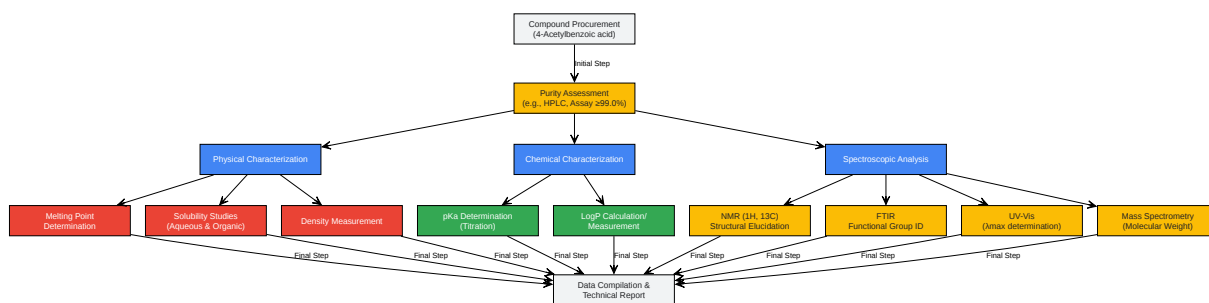 Compound Procurement
(4-Acetylbenzoic acid)
Initial Step
Purity Assessment
(e.g., HPLC, Assay ≥99.0%)
Physical Characterization
Chemical Characterization
Spectroscopic Analysis
Melting Point
Determination
Solubility Studies
(Aqueous & Organic)
Density Measurement
pKa Determination
(Titration)
LogP Calculation/
Measurement
NMR (1H, 13C)
Structural Elucidation
FTIR
Functional Group ID
UV-Vis
(λmax determination)
Mass Spectrometry
(Molecular Weight)
Final Step
Final Step
Final Step
Final Step
Final Step
Final Step
Final Step
Final Step
Final Step
Data Compilation &
Technical Report